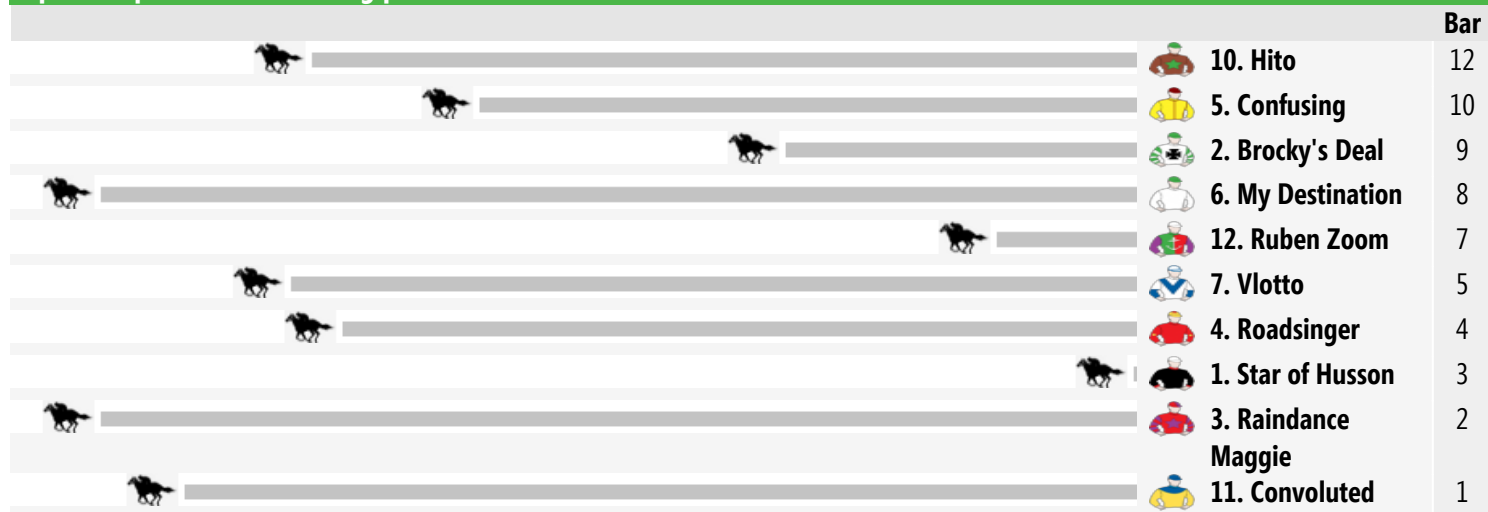 Bar
10. Hito 12
5. Confusing 10
2. Brocky's Deal 9
6. My Destination 8
12. Ruben Zoom 7
7. Vlotto 5
4. Roadsinger 4
1. Star of Husson 3
3. Raindance 2
Maggie
11. Convoluted 1